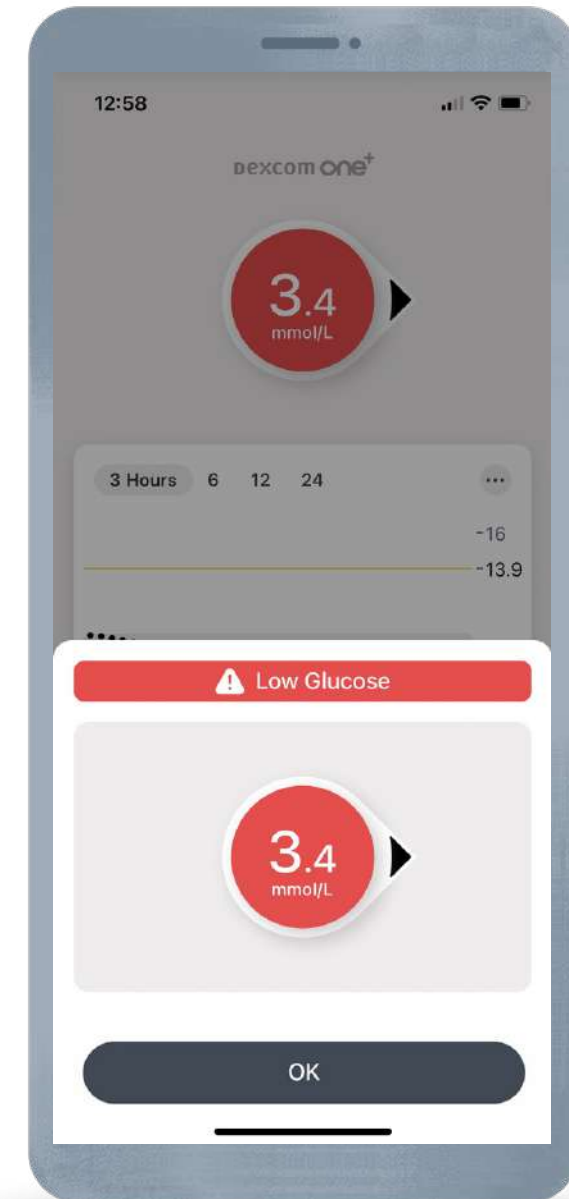 12:58
Dexcom ONE+
3.4
mmol/L
3 Hours 6 12 24
-16
-13.9
Low Glucose
3.4
mmol/L
OK